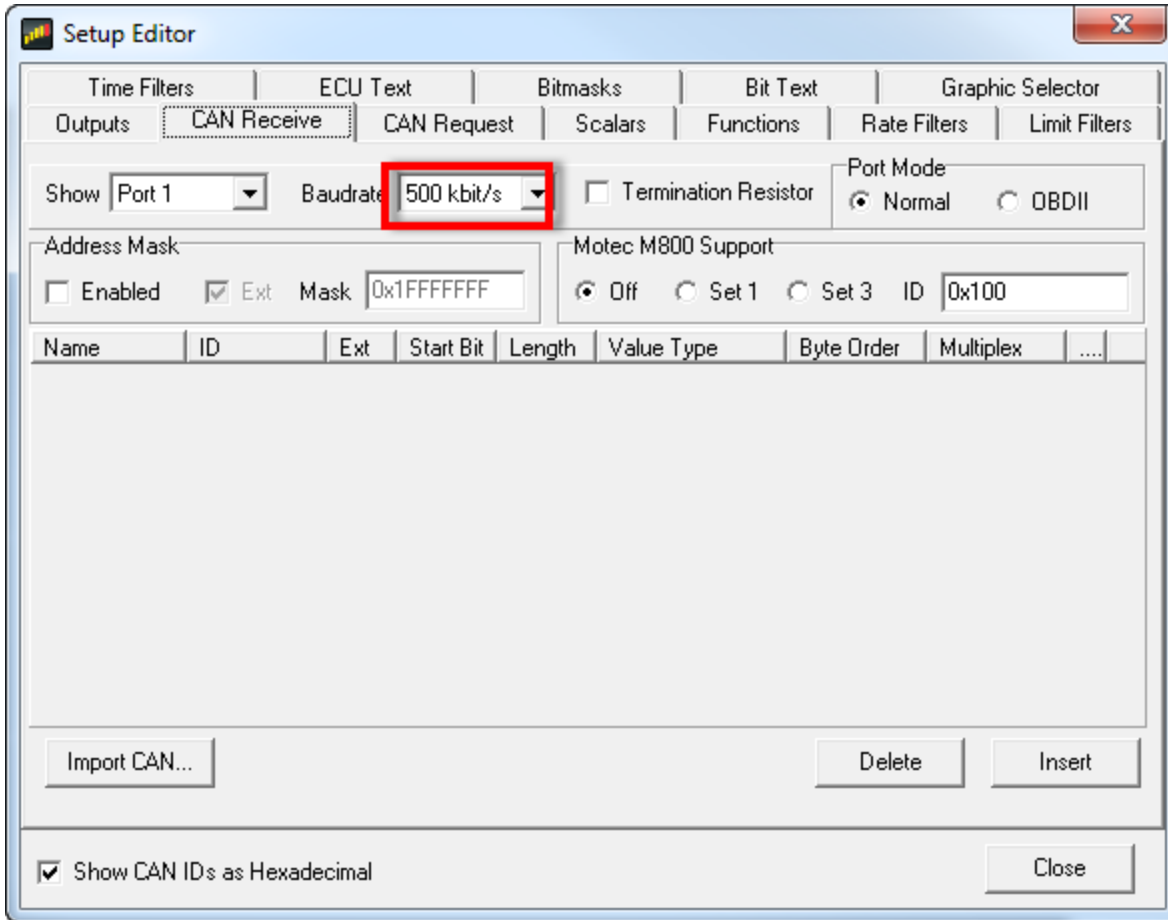 Setup Editor
Time Filters ECU Text Bitmasks Bit Text Graphic Selector
Outputs CAN Receive CAN Request Scalars Functions Rate Filters Limit Filters
Port Mode
Show Port 1 Baudrate 500 kbit/s Termination Resistor Normal OBDII
Address Mask Motec M800 Support
Enabled Ext Mask 0x1FFFFFFF Off Set 1 Set 3 ID 0x100
Name ID Ext Start Bit Length Value Type Byte Order Multiplex ....
Import CAN... Delete Insert
Show CAN IDs as Hexadecimal Close